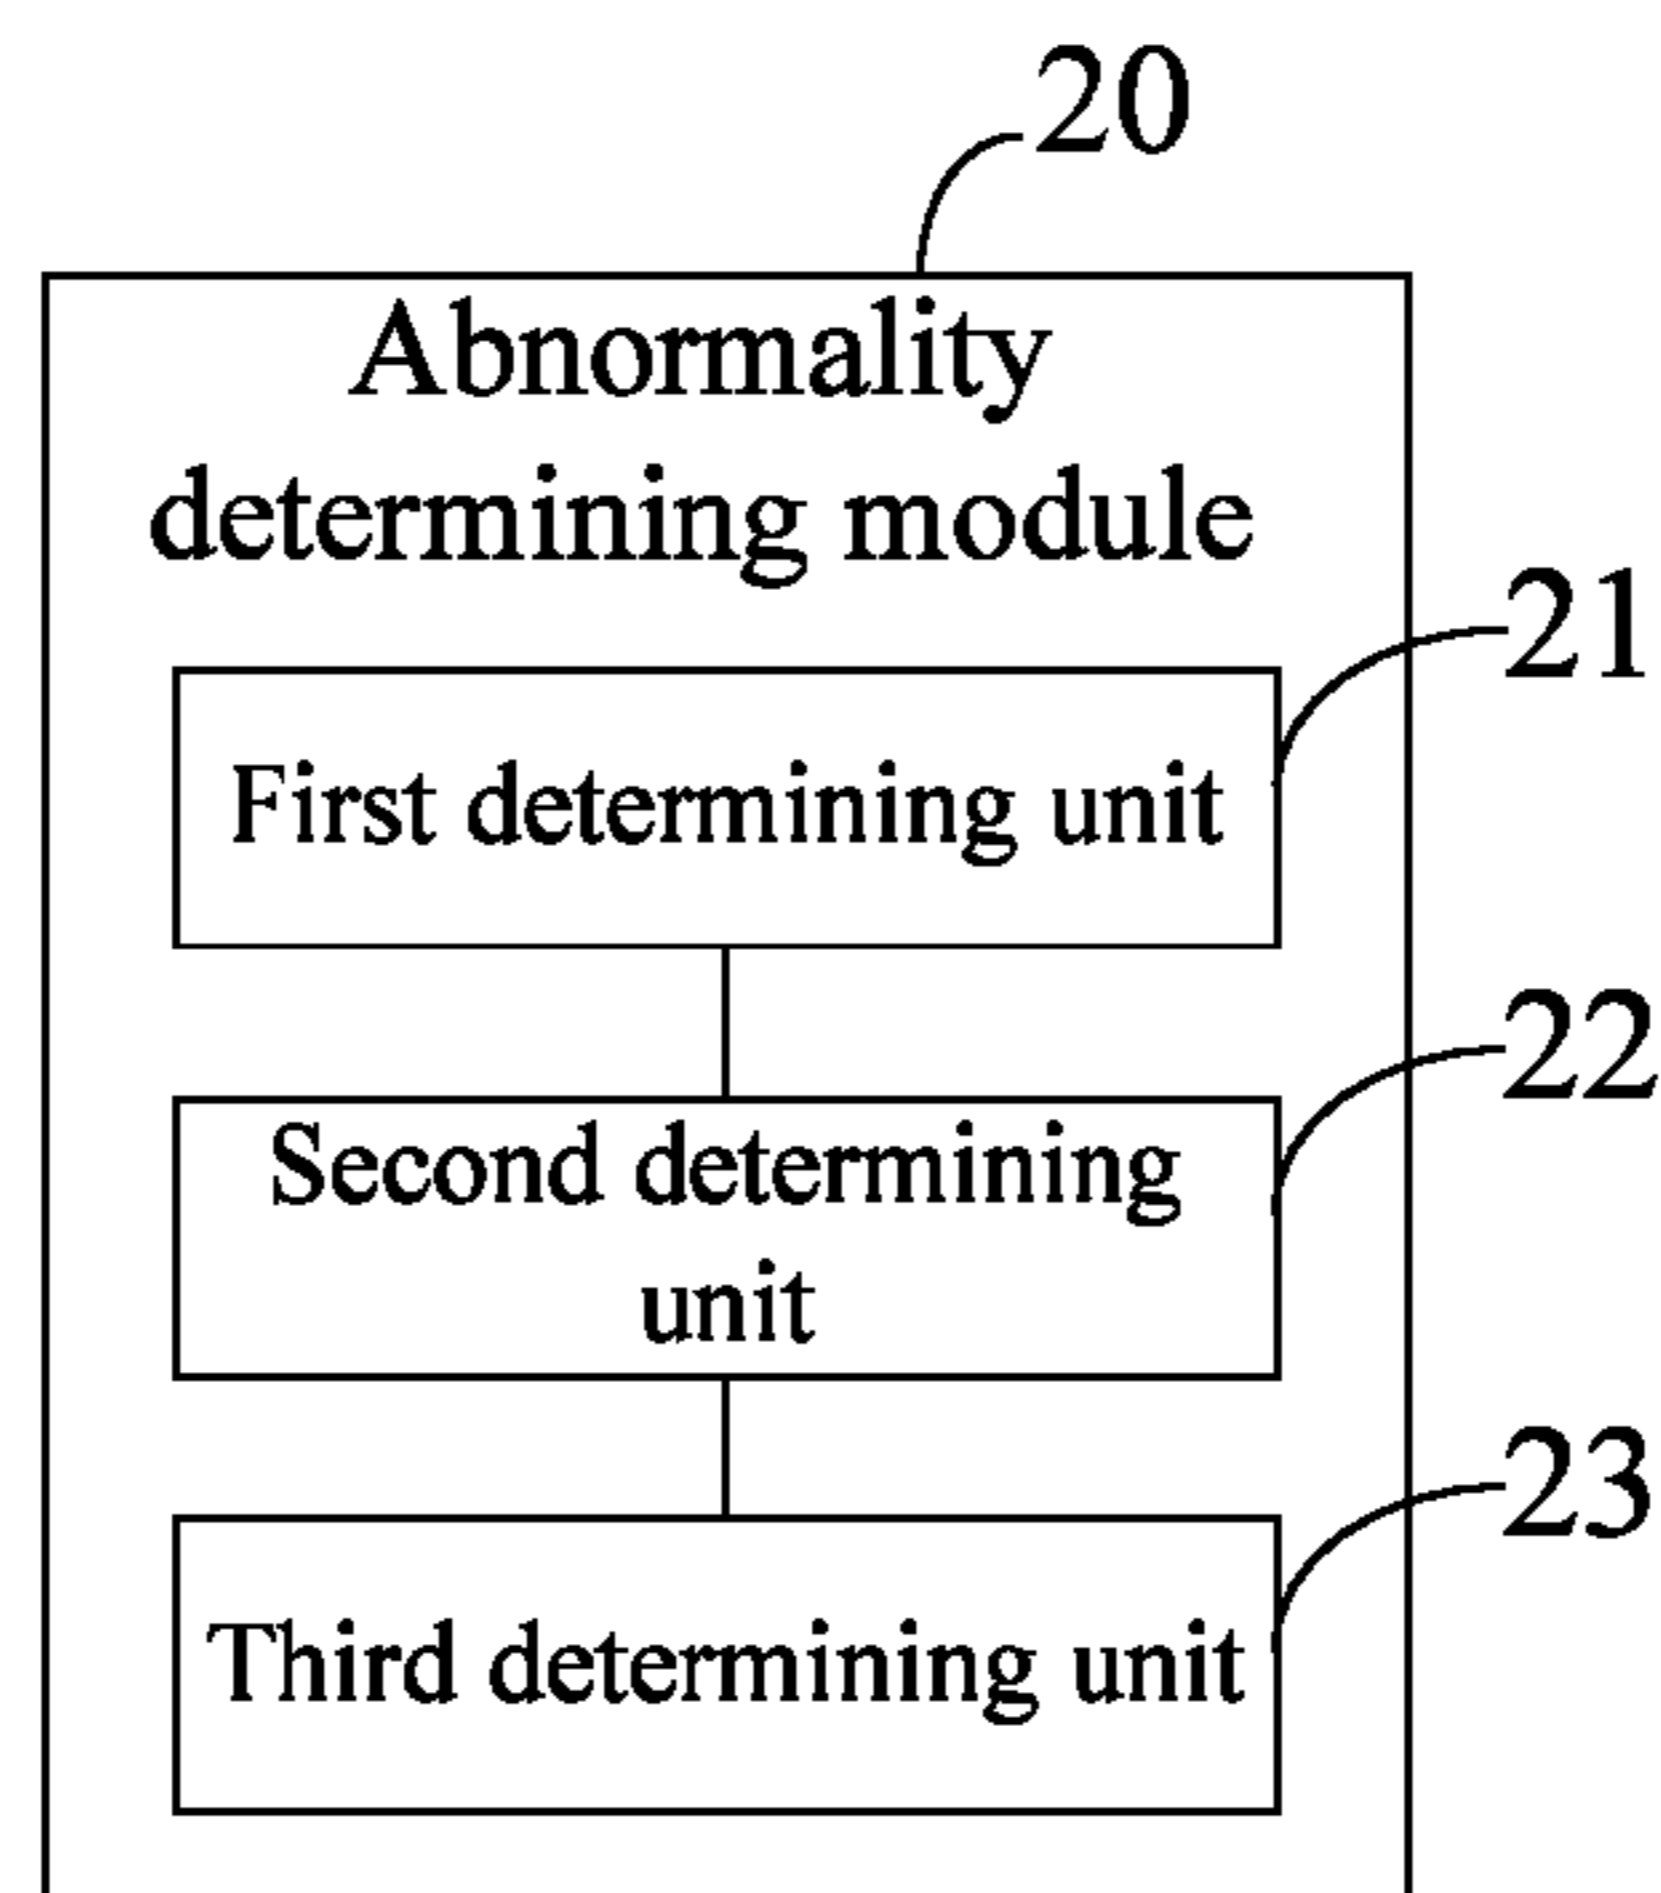 20
Abnormality
determining module
21
First determining unit
22
Second determining
unit
23
Third determining unit